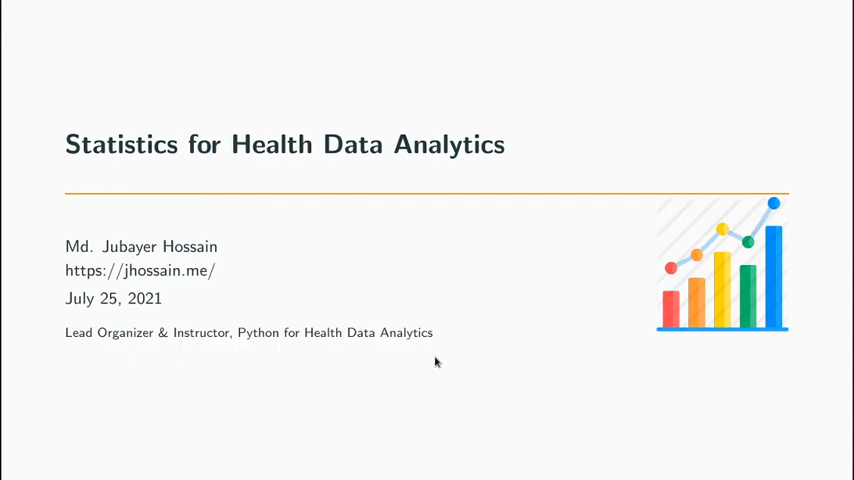 Statistics for Health Data Analytics
Md. Jubayer Hossain
https://jhossain.me/
July 25, 2021
Lead Organizer & Instructor, Python for Health Data Analytics